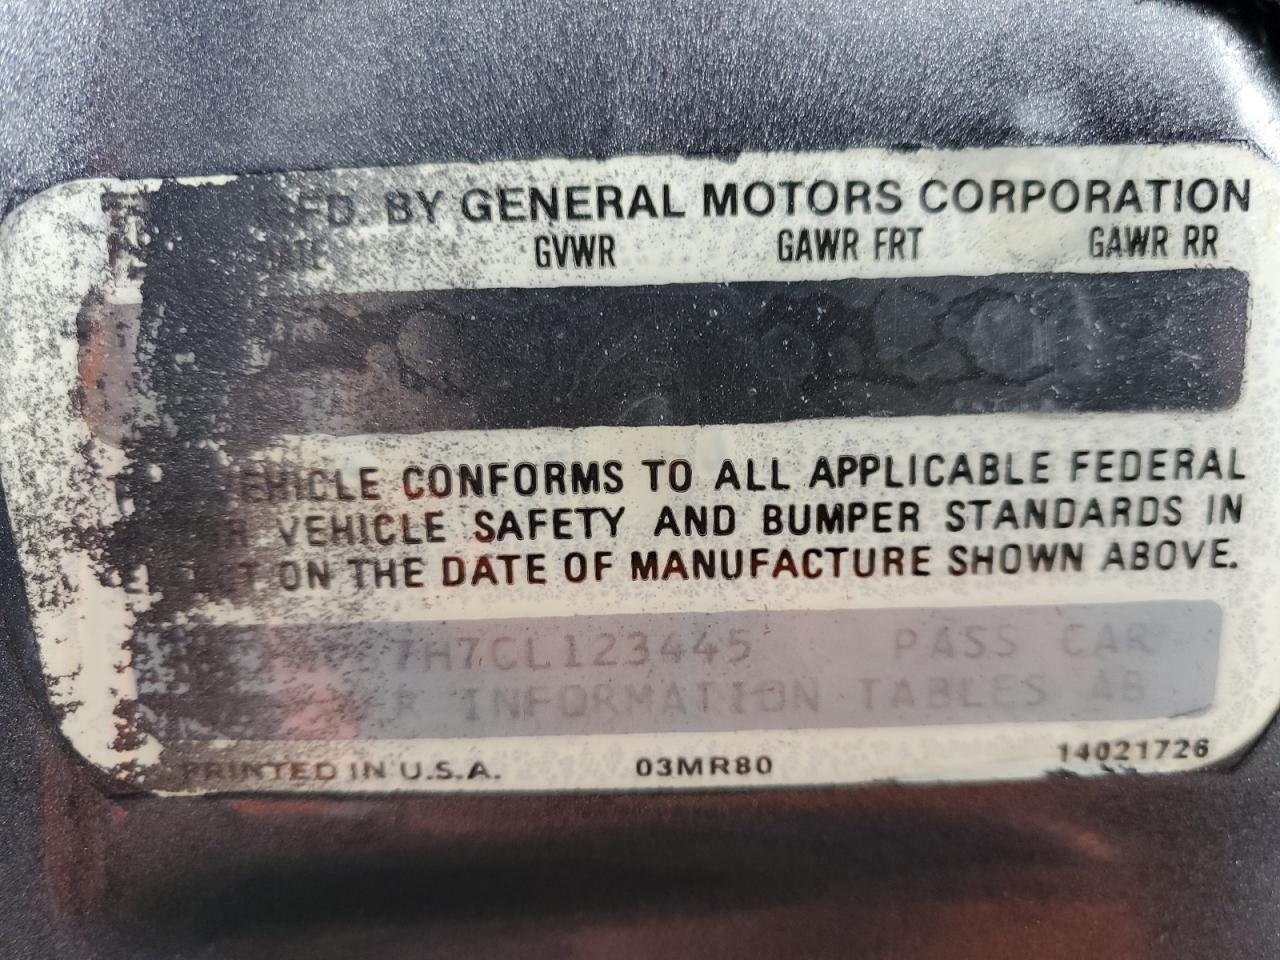 FD. BY GENERAL MOTORS CORPORATION
GVWR GAWR FRT GAWR RR
EHICLE CONFORMS TO ALL APPLICABLE FEDERAL
R VEHICLE SAFETY AND BUMPER STANDARDS IN
T ON THE DATE OF MANUFACTURE SHOWN ABOVE.
7H7CL123445 PASS CAR
R INFORMATION TABLES AB
PRINTED IN U.S.A. 03MR80 14021726